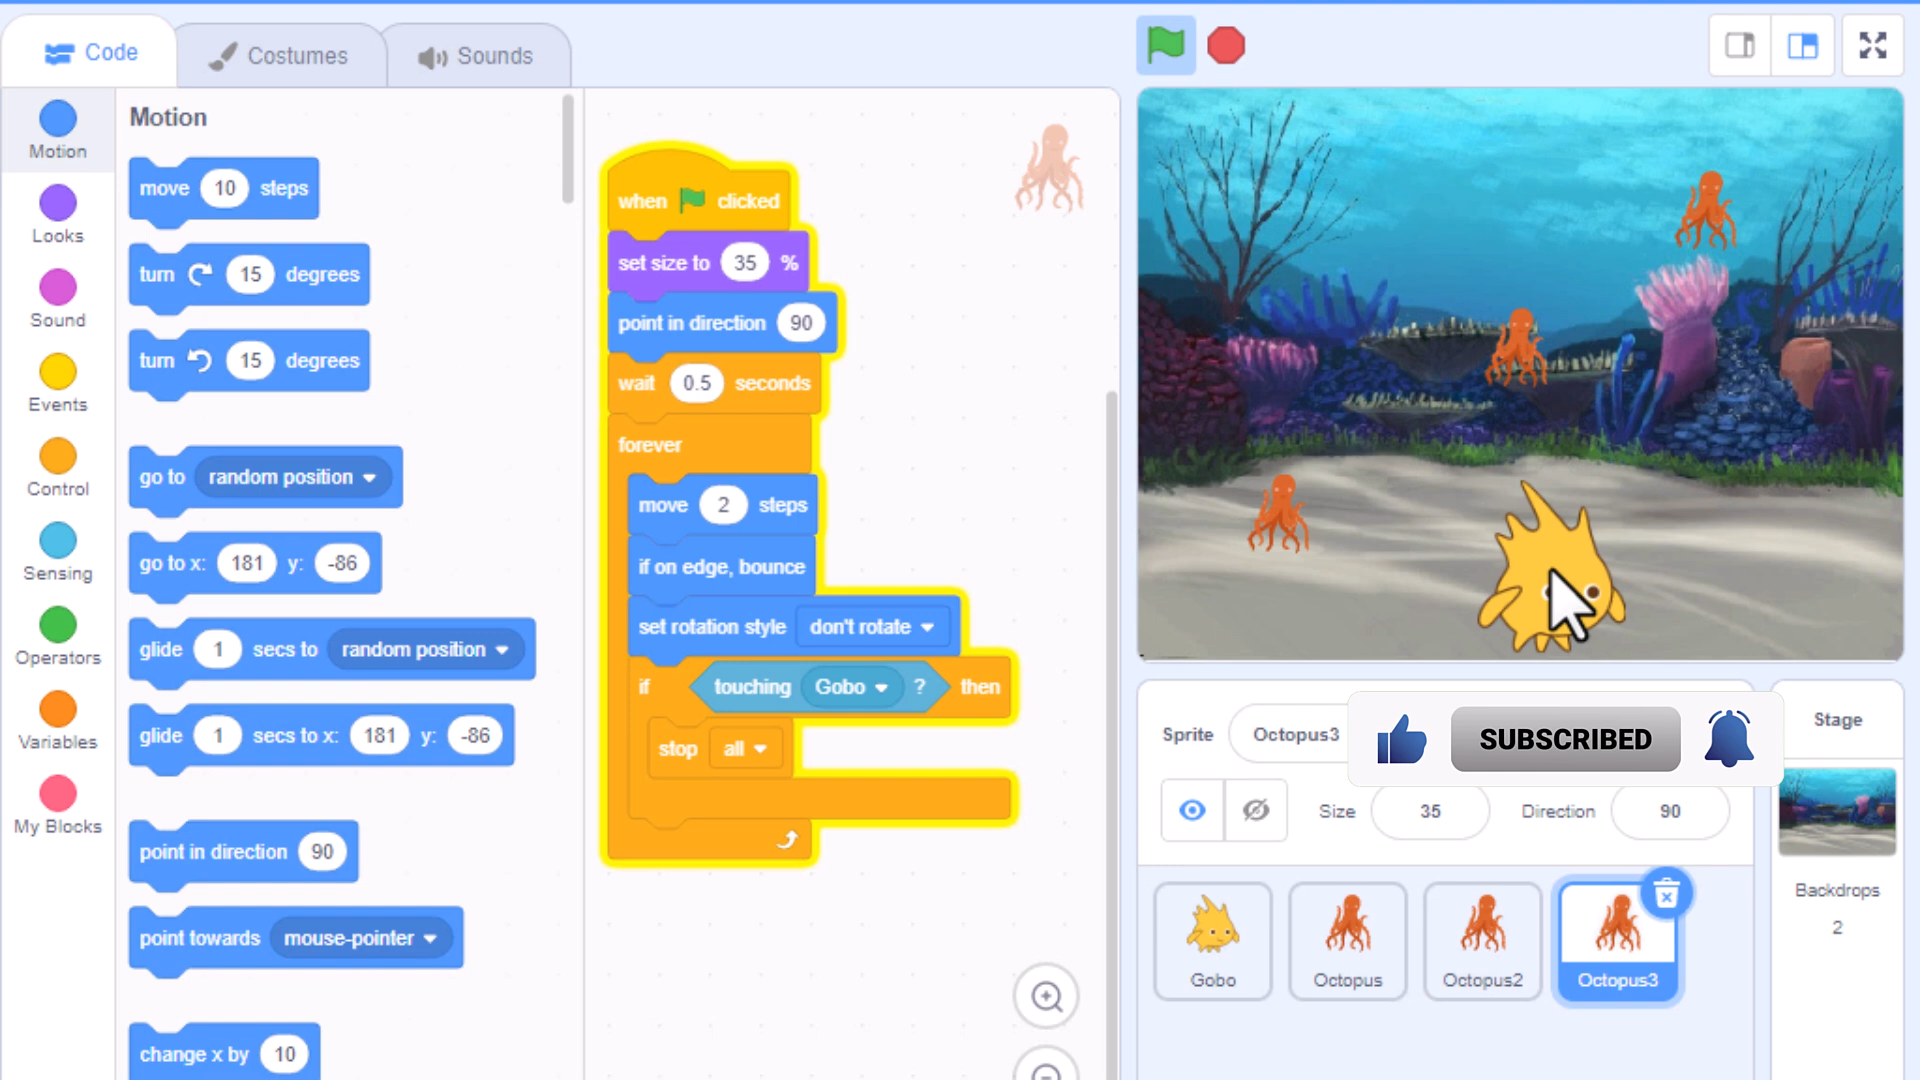 Code
Costumes
Sounds
Motion
Looks
Sound
Events
Control
Sensing
Operators
Variables
My Blocks
Motion
move 10 steps
turn 15 degrees
turn 15 degrees
go to random position
go to x: 181 y: -86
glide 1 secs to random position
glide 1 secs to x: 181 y: -86
point in direction 90
point towards mouse-pointer
change x by 10
when clicked
set size to 35 %
point in direction 90
wait 0.5 seconds
forever
move 2 steps
if on edge, bounce
set rotation style don't rotate
if touching Gobo ? then
stop all
Sprite Octopus3
SUBSCRIBED
Size 35 Direction 90
Gobo
Octopus
Octopus2
Octopus3
Stage
Backdrops
2